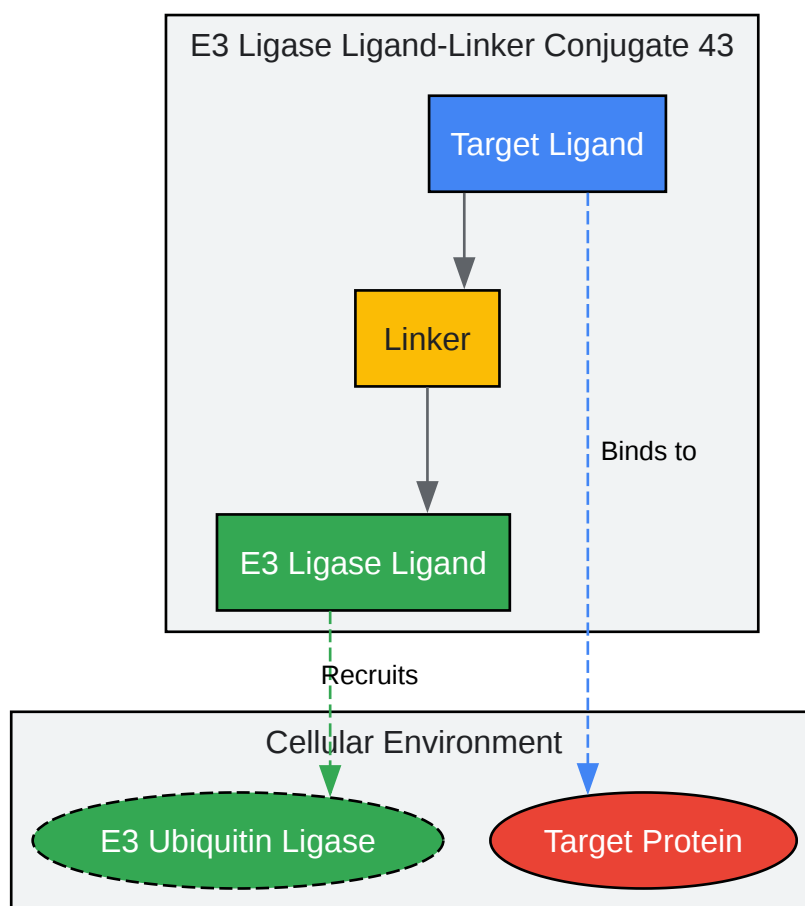 E3 Ligase Ligand-Linker Conjugate 43
Target Ligand
Linker
Binds to
E3 Ligase Ligand
Recruits
Cellular Environment
E3 Ubiquitin Ligase
Target Protein